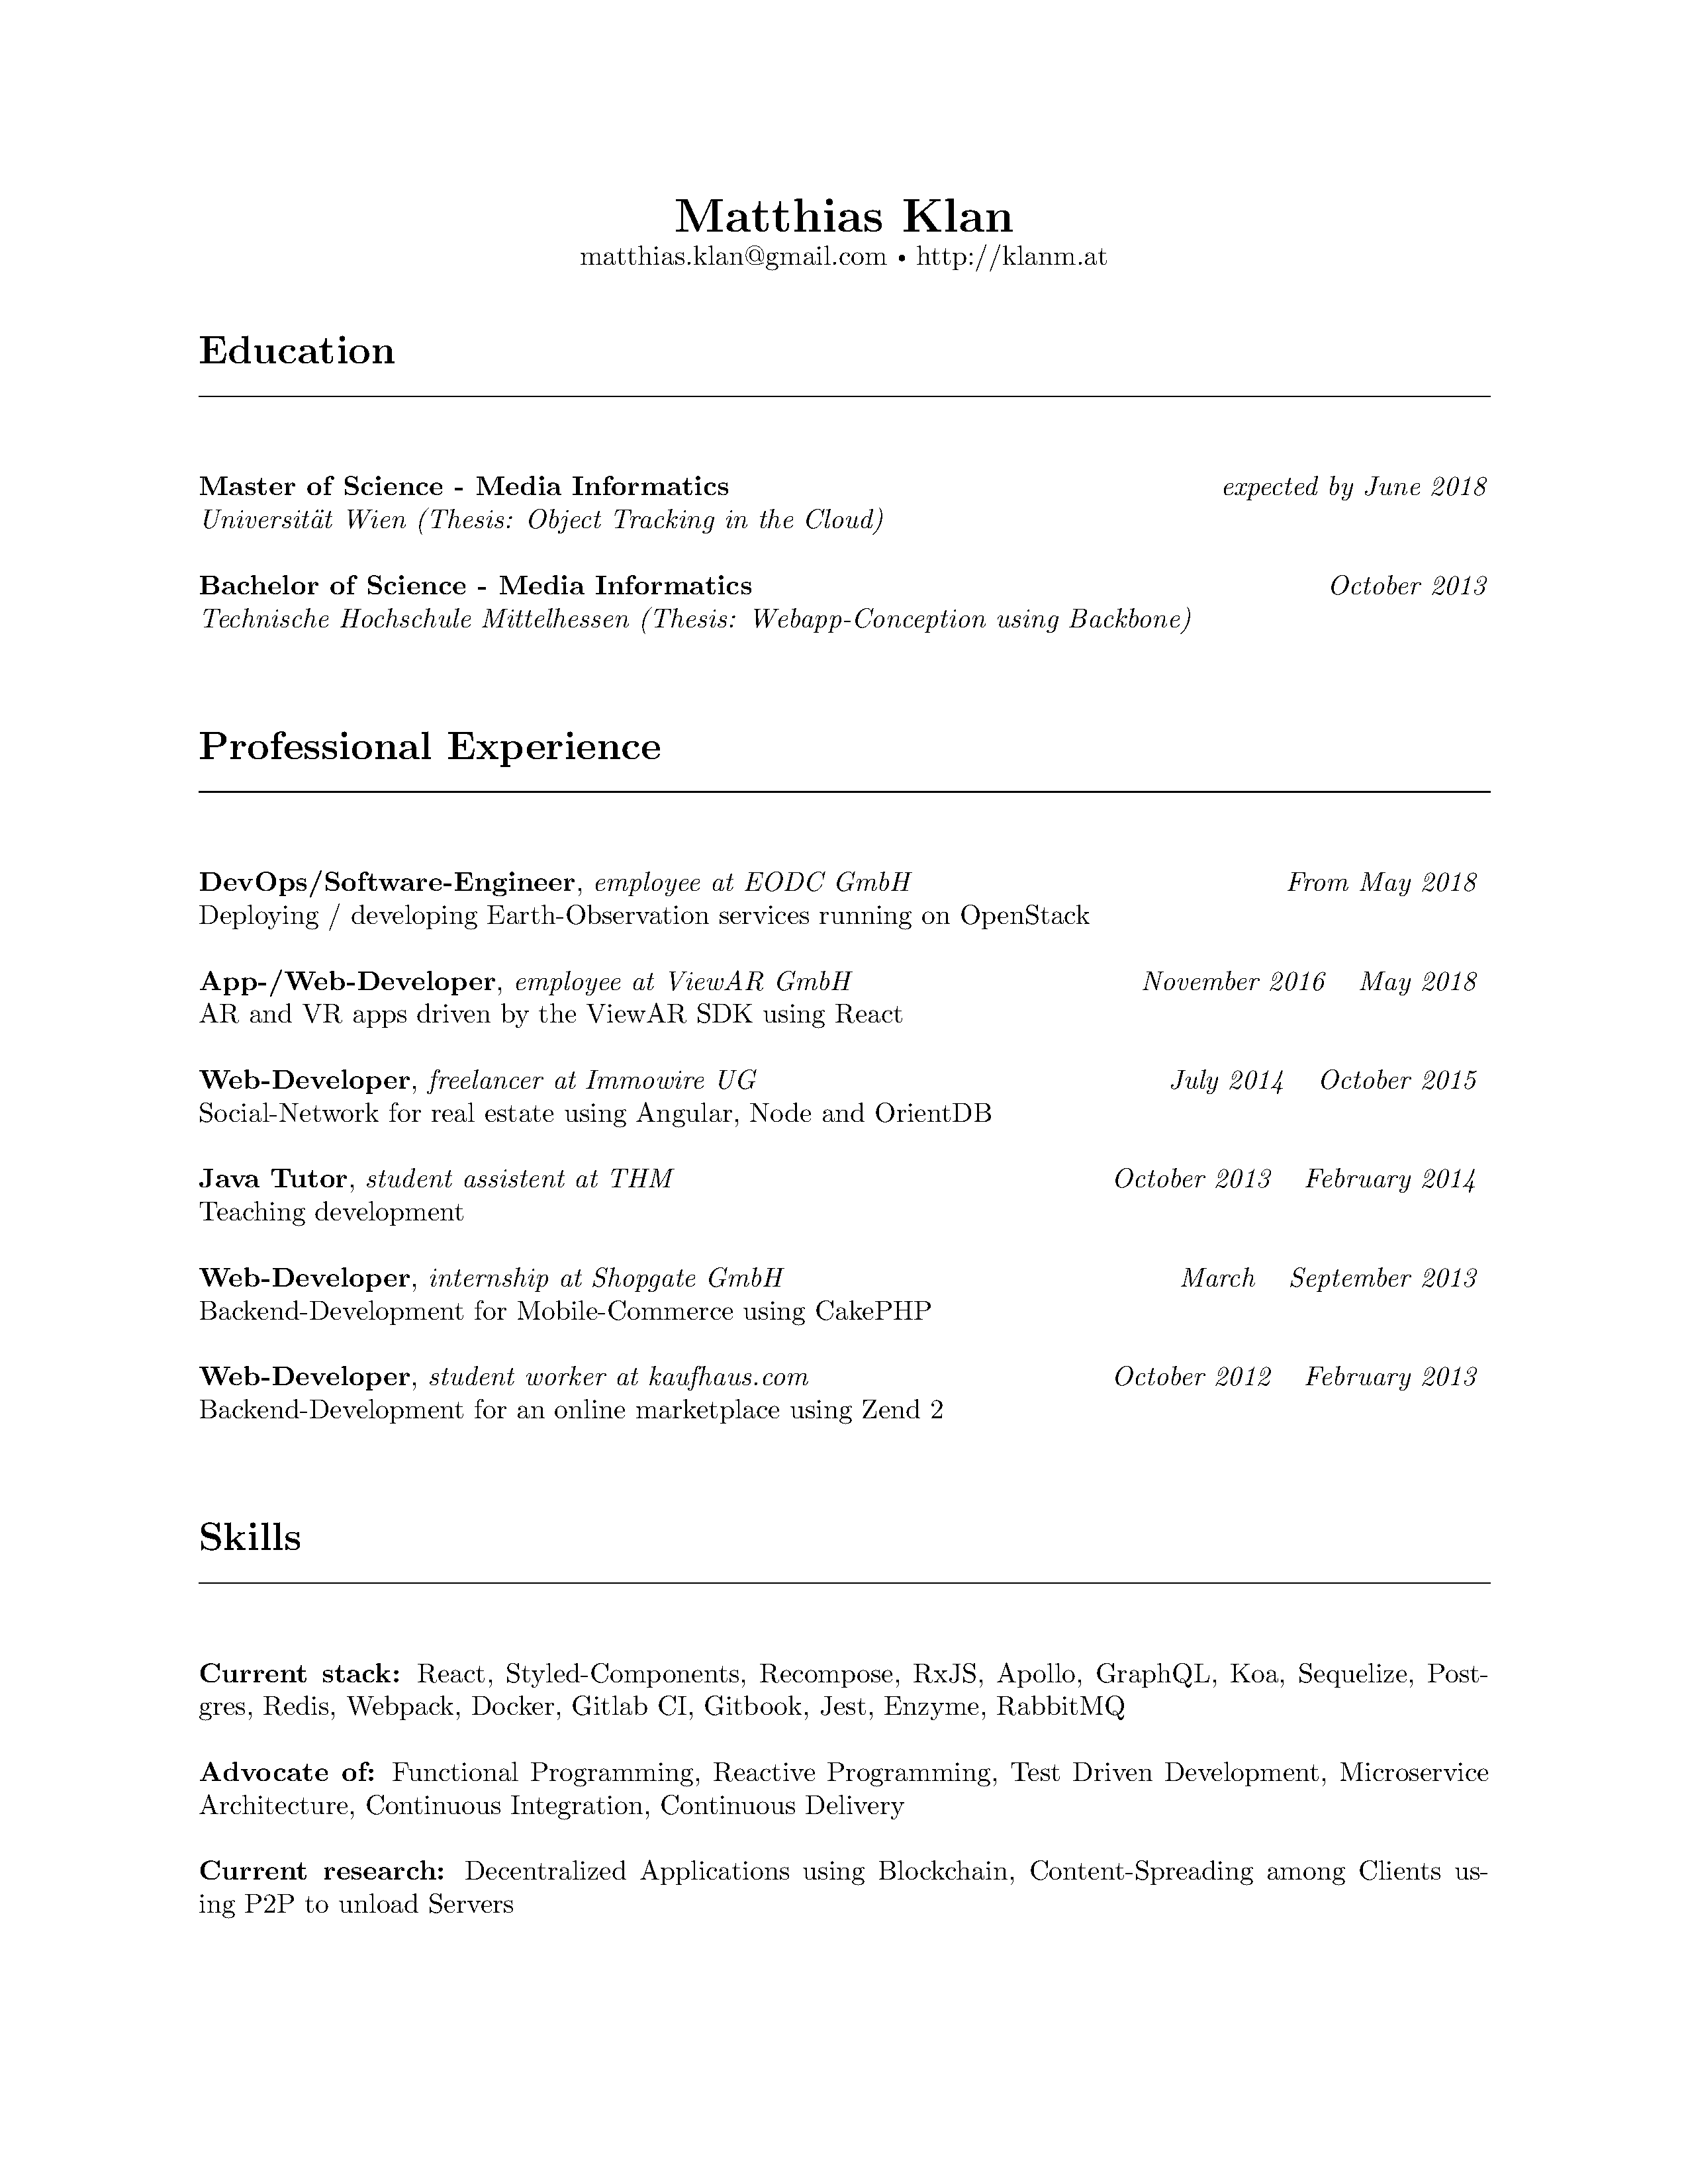 Matthias Klan
matthias.klan@gmail.com • http://klanm.at
Education
Master of Science - Media Informatics expected by June 2018
Universität Wien (Thesis: Object Tracking in the Cloud)
Bachelor of Science - Media Informatics October 2013
Technische Hochschule Mittelhessen (Thesis: Webapp-Conception using Backbone)
Professional Experience
DevOps/Software-Engineer, employee at EODC GmbH From May 2018
Deploying / developing Earth-Observation services running on OpenStack
App-/Web-Developer, employee at ViewAR GmbH November 2016 May 2018
AR and VR apps driven by the ViewAR SDK using React
Web-Developer, freelancer at Immowire UG July 2014 October 2015
Social-Network for real estate using Angular, Node and OrientDB
Java Tutor, student assistent at THM October 2013 February 2014
Teaching development
Web-Developer, internship at Shopgate GmbH March September 2013
Backend-Development for Mobile-Commerce using CakePHP
Web-Developer, student worker at kaufhaus.com October 2012 February 2013
Backend-Development for an online marketplace using Zend 2
Skills
Current stack: React, Styled-Components, Recompose, RxJS, Apollo, GraphQL, Koa, Sequelize, Post-
gres, Redis, Webpack, Docker, Gitlab CI, Gitbook, Jest, Enzyme, RabbitMQ
Advocate of: Functional Programming, Reactive Programming, Test Driven Development, Microservice
Architecture, Continuous Integration, Continuous Delivery
Current research: Decentralized Applications using Blockchain, Content-Spreading among Clients us-
ing P2P to unload Servers